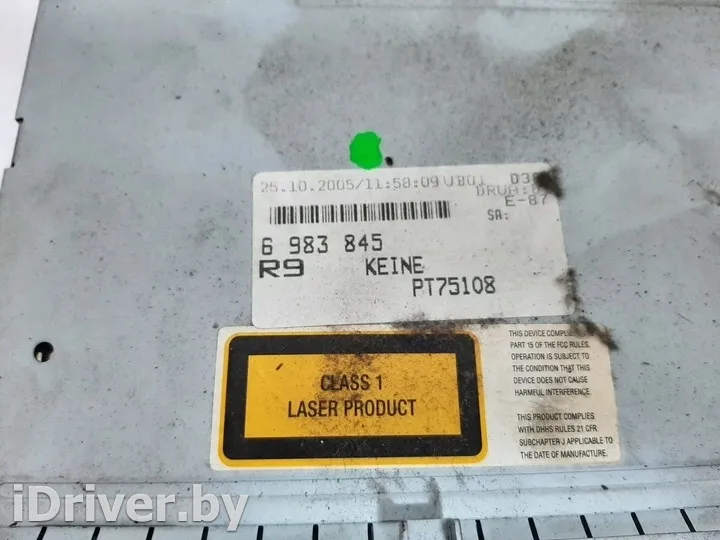 25.10.2005/11:58:09 VB01
E-87
SA:
6 983 845
R9 KEINE
PT75108
CLASS 1
LASER PRODUCT
THIS DEVICE
PART 15 OF THE FCC RULES.
OPERATION IS SUBJECT TO
THE CONDITION THAT THIS
DEVICE DOES NOT CAUSE
HARMFUL INTERFERENCE.
THIS PRODUCT COMPLIES
WITH DHHS RULES 21 CFR
SUBCHAPTER J APPLICABLE TO
THE DATE OF MANUFACTURE.
iDriver.by